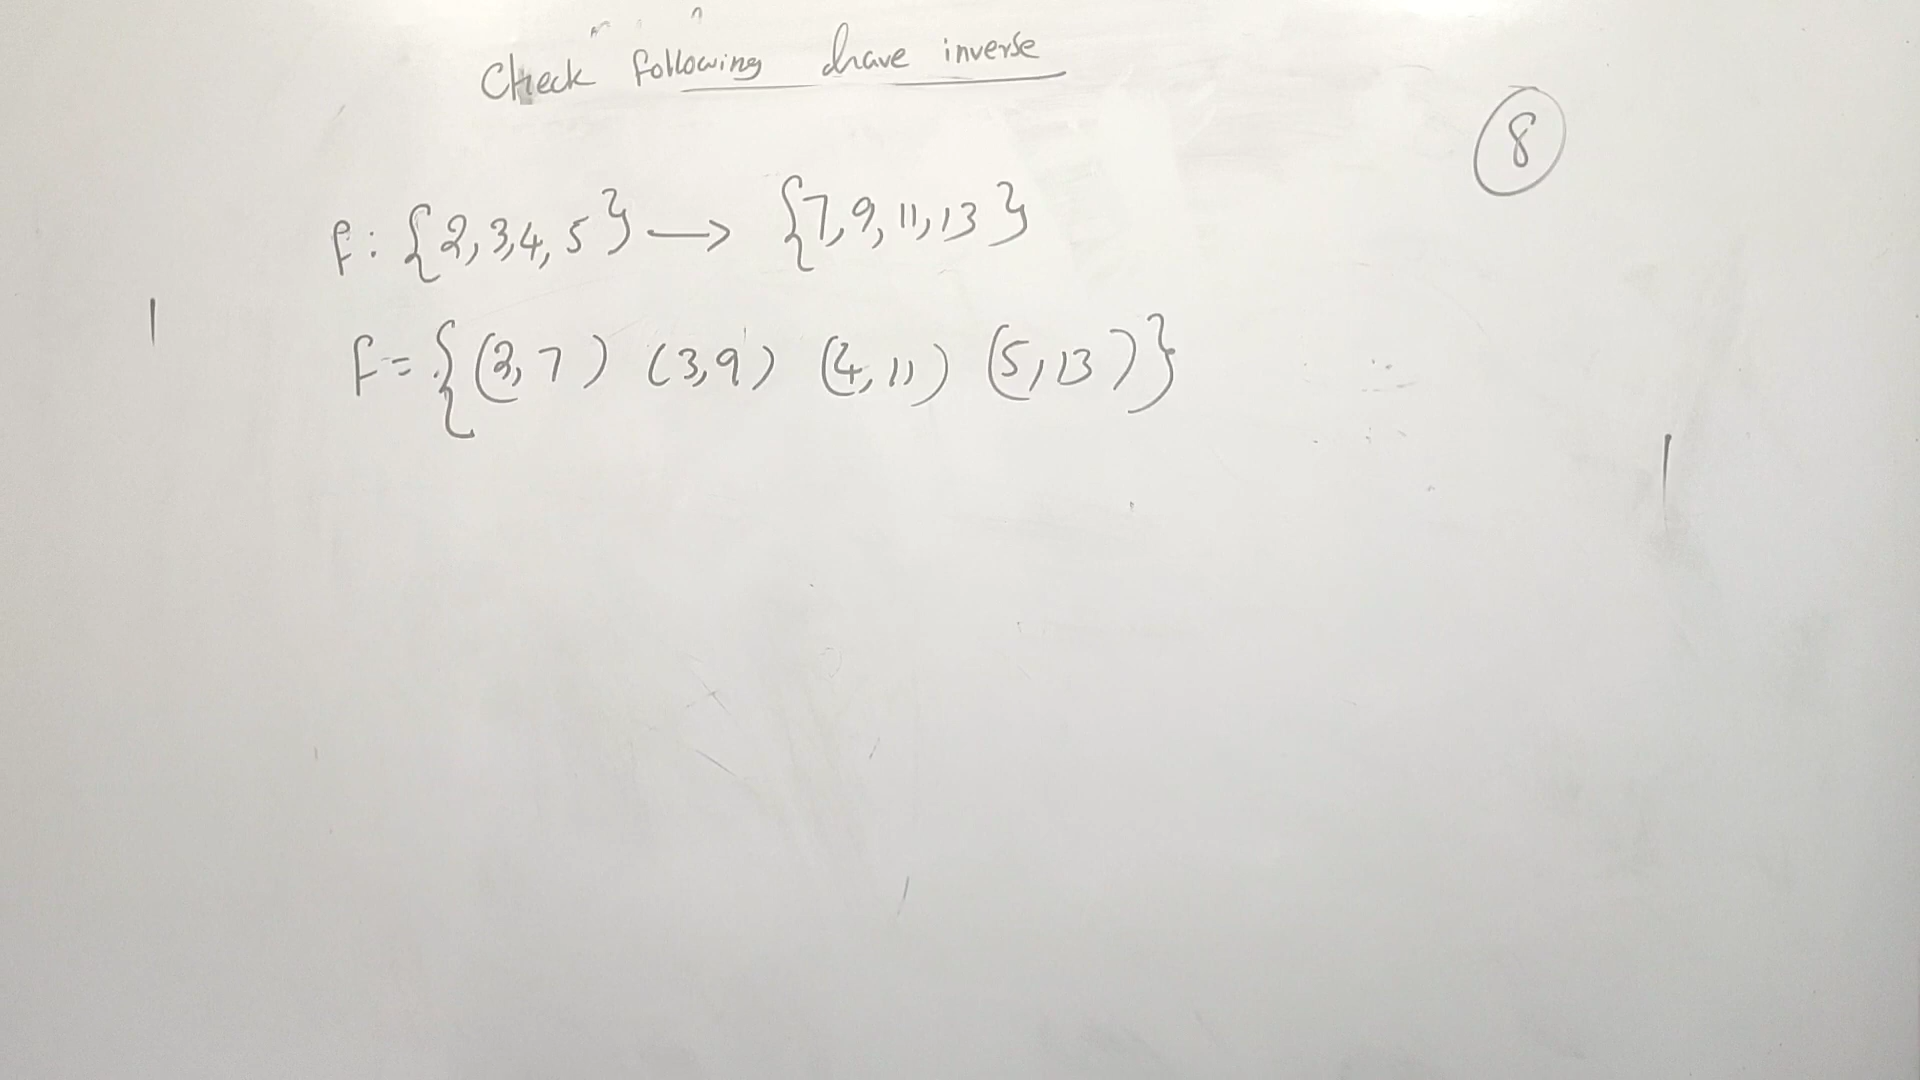 Check following have inverse
8
f: {2,3,4,5} → {7,9,11,13}
f = {(2,7) (3,9) (4,11) (5,13)}